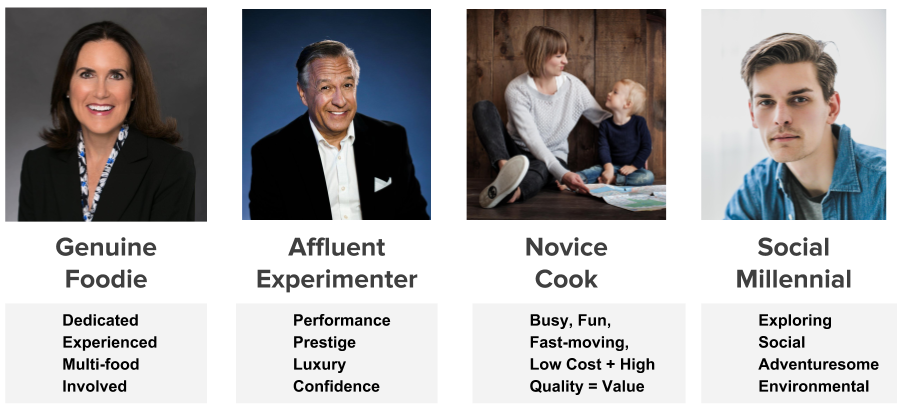 Genuine
Foodie
Dedicated
Experienced
Multi-food
Involved
Affluent
Experimenter
Performance
Prestige
Luxury
Confidence
Novice
Cook
Busy, Fun,
Fast-moving,
Low Cost + High
Quality = Value
Social
Millennial
Exploring
Social
Adventuresome
Environmental